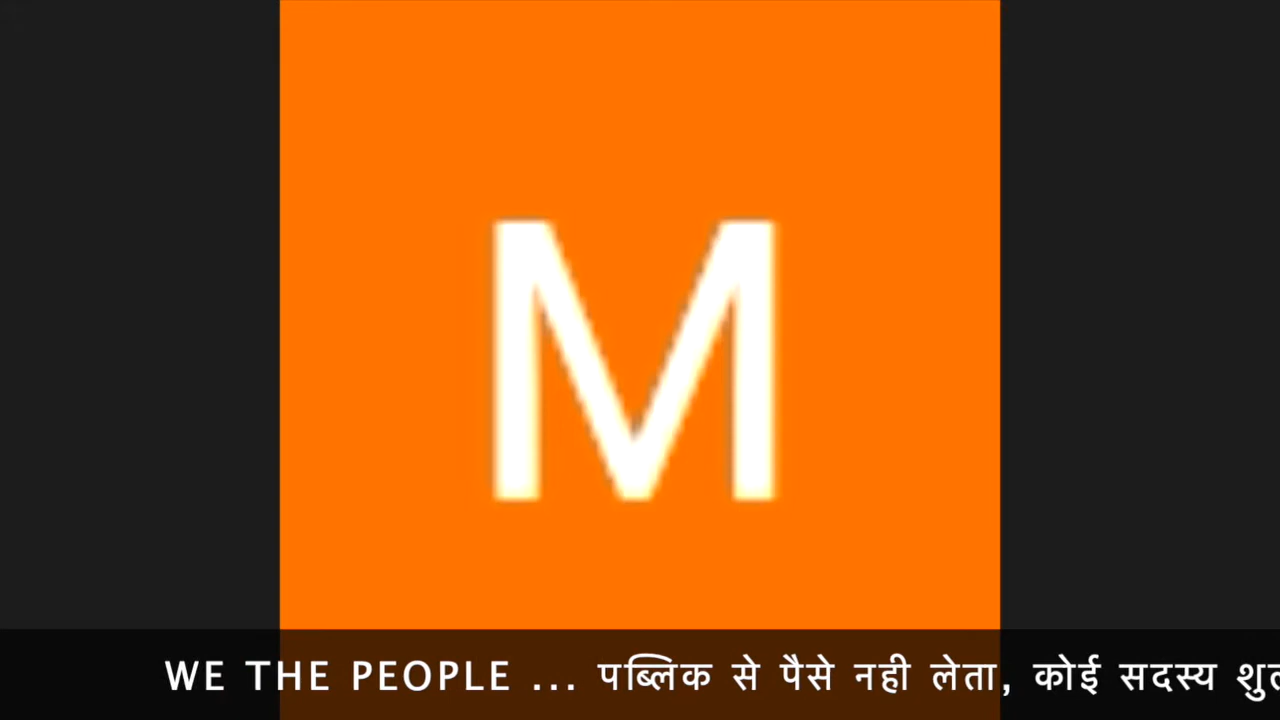 M
WE THE PEOPLE ... पब्लिक से पैसे नही लेता, कोई सदस्य